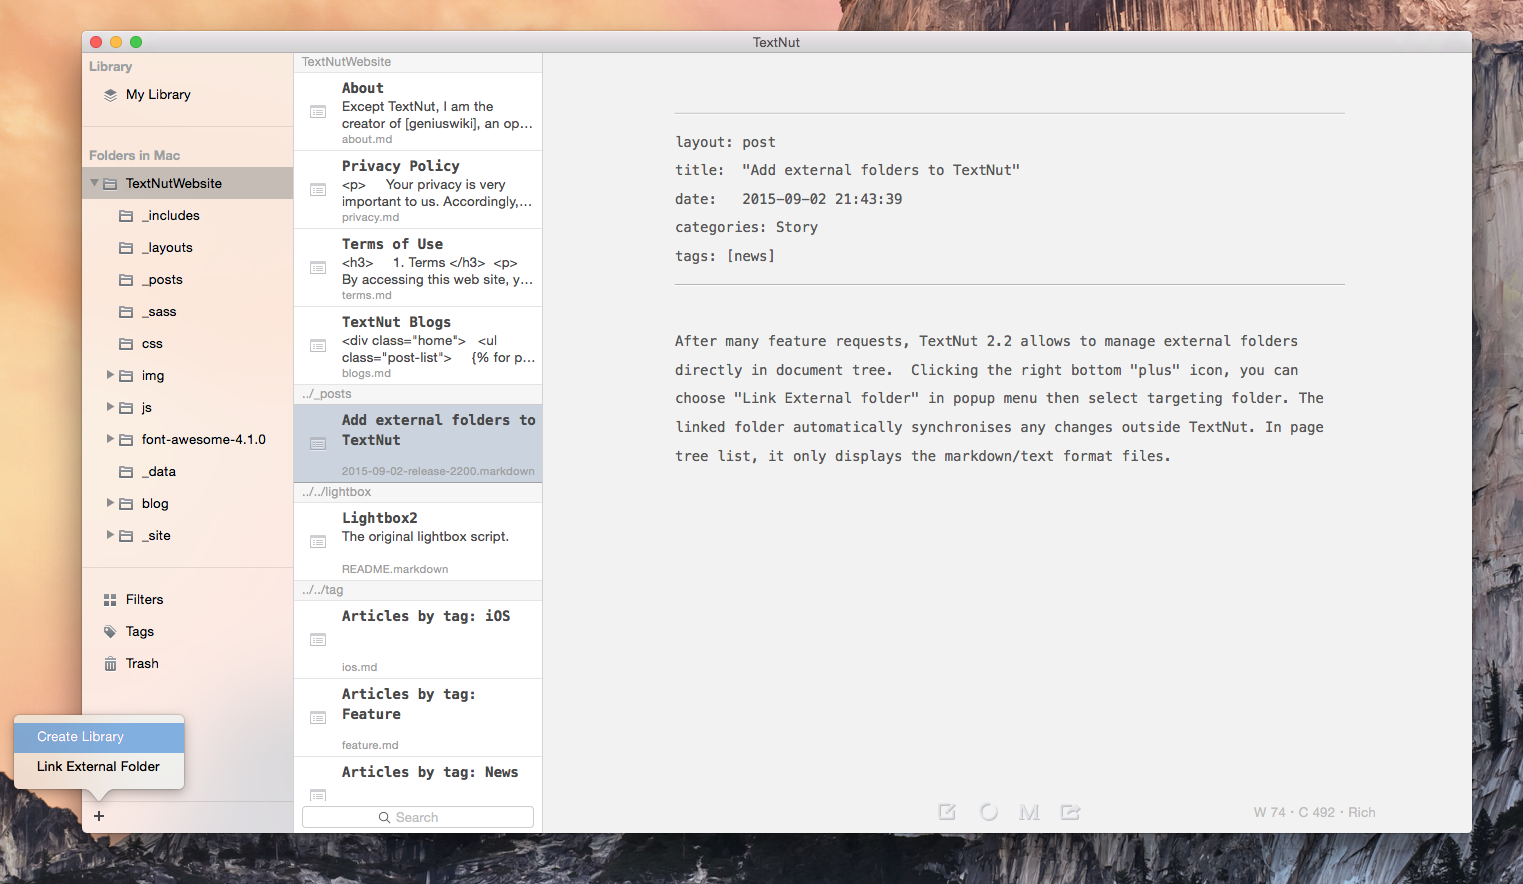 TextNut
Library
My Library
Folders in Mac
TextNutWebsite
_includes
_layouts
_posts
_sass
css
img
js
font-awesome-4.1.0
_data
blog
_site
Filters
Tags
Trash
Create Library
Link External Folder
+
TextNutWebsite
About
Except TextNut, I am the
creator of [geniuswiki], an op...
about.md
Privacy Policy
<p> Your privacy is very
important to us. Accordingly,...
privacy.md
Terms of Use
<h3> 1. Terms </h3> <p>
By accessing this web site, y...
terms.md
TextNut Blogs
<div class="home"> <ul
class="post-list"> {% for p...
blogs.md
../_posts
Add external folders to
TextNut
2015-09-02-release-2200.markdown
../../lightbox
Lightbox2
The original lightbox script.
README.markdown
../../tag
Articles by tag: iOS
ios.md
Articles by tag:
Feature
feature.md
Articles by tag: News
Search
layout: post
title: "Add external folders to TextNut"
date: 2015-09-02 21:43:39
categories: Story
tags: [news]
After many feature requests, TextNut 2.2 allows to manage external folders
directly in document tree. Clicking the right bottom "plus" icon, you can
choose "Link External folder" in popup menu then select targeting folder. The
linked folder automatically synchronises any changes outside TextNut. In page
tree list, it only displays the markdown/text format files.
M
W 74 · C 492 · Rich